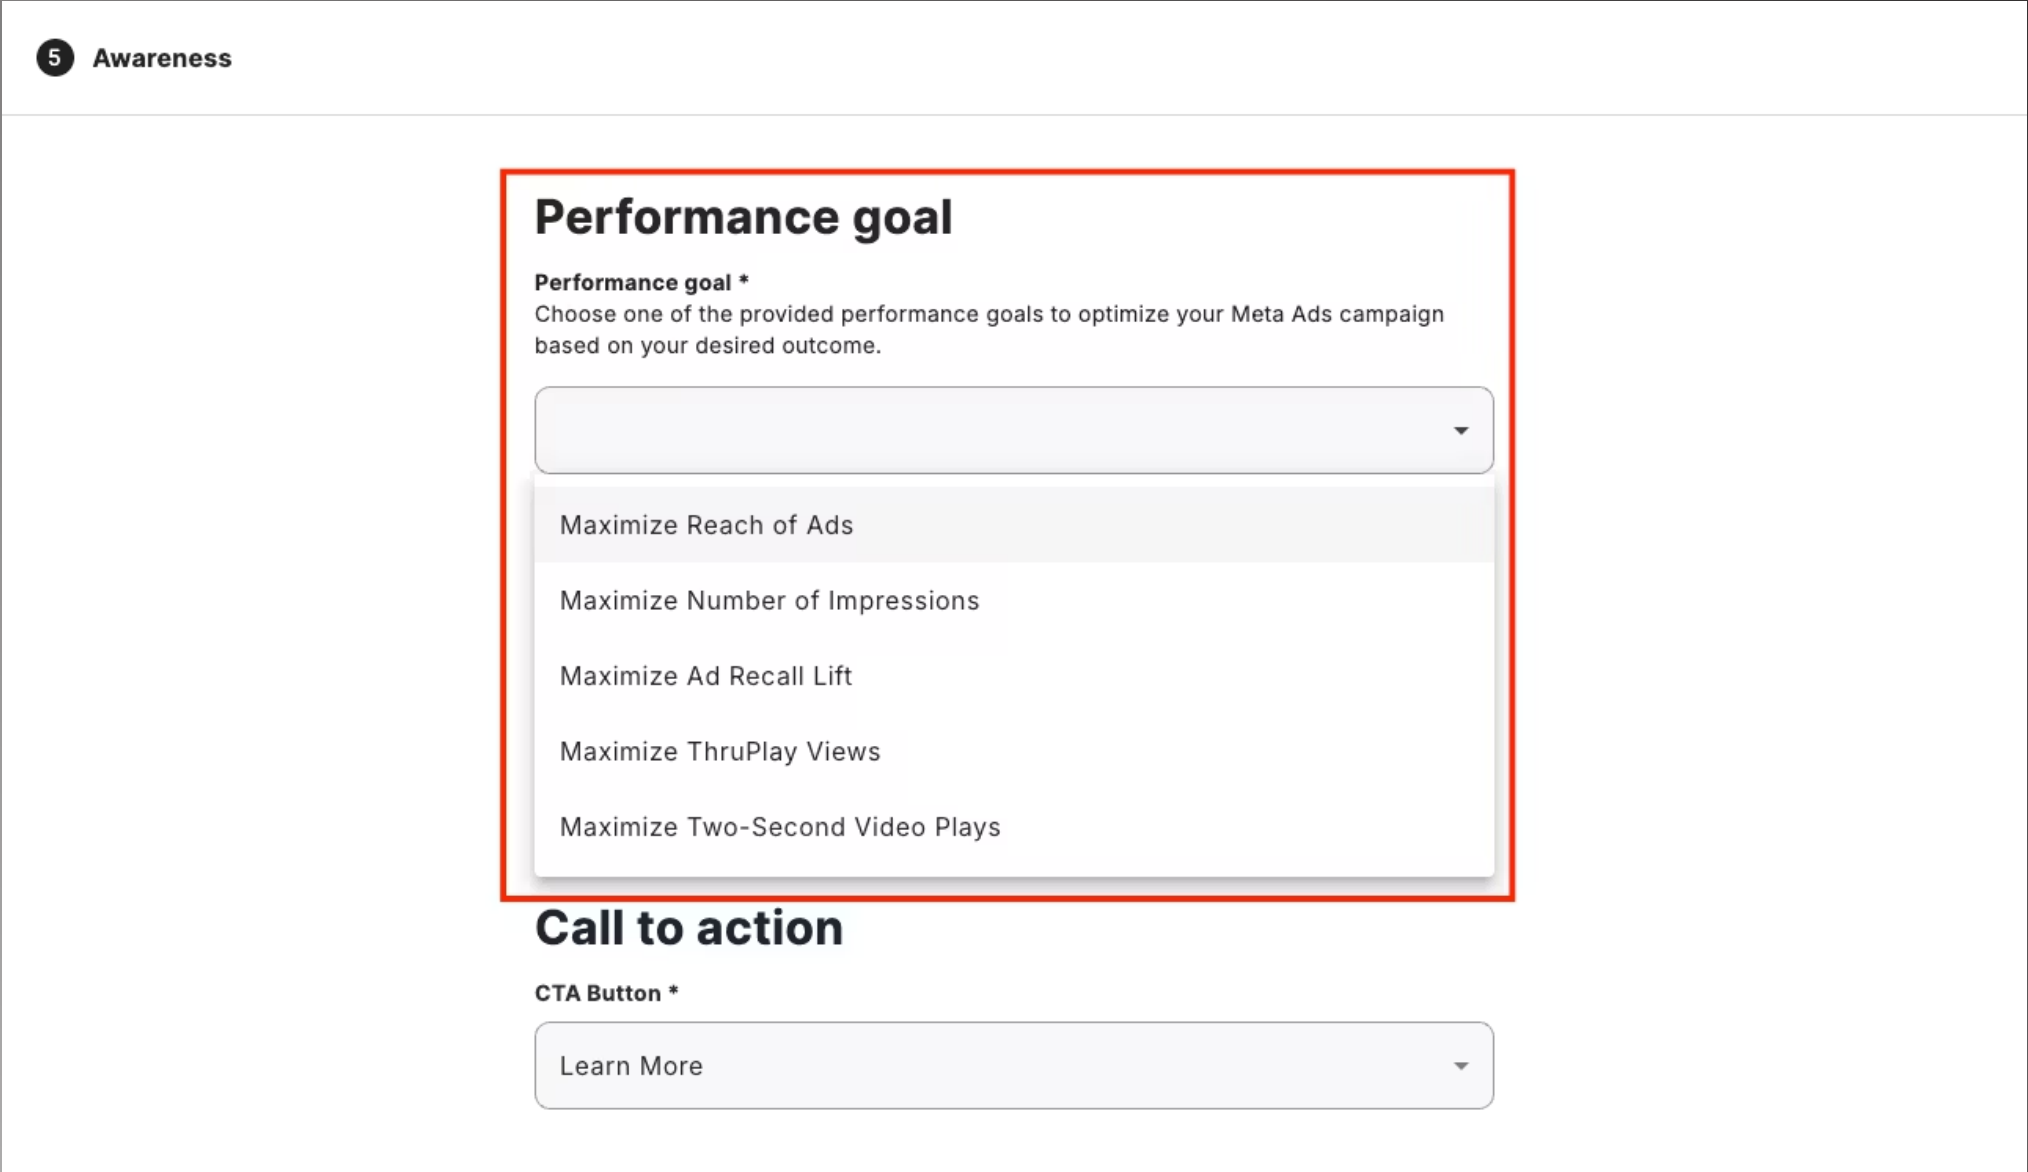 5 Awareness
Performance goal
Performance goal *
Choose one of the provided performance goals to optimize your Meta Ads campaign
based on your desired outcome.
Maximize Reach of Ads
Maximize Number of Impressions
Maximize Ad Recall Lift
Maximize ThruPlay Views
Maximize Two-Second Video Plays
Call to action
CTA Button *
Learn More